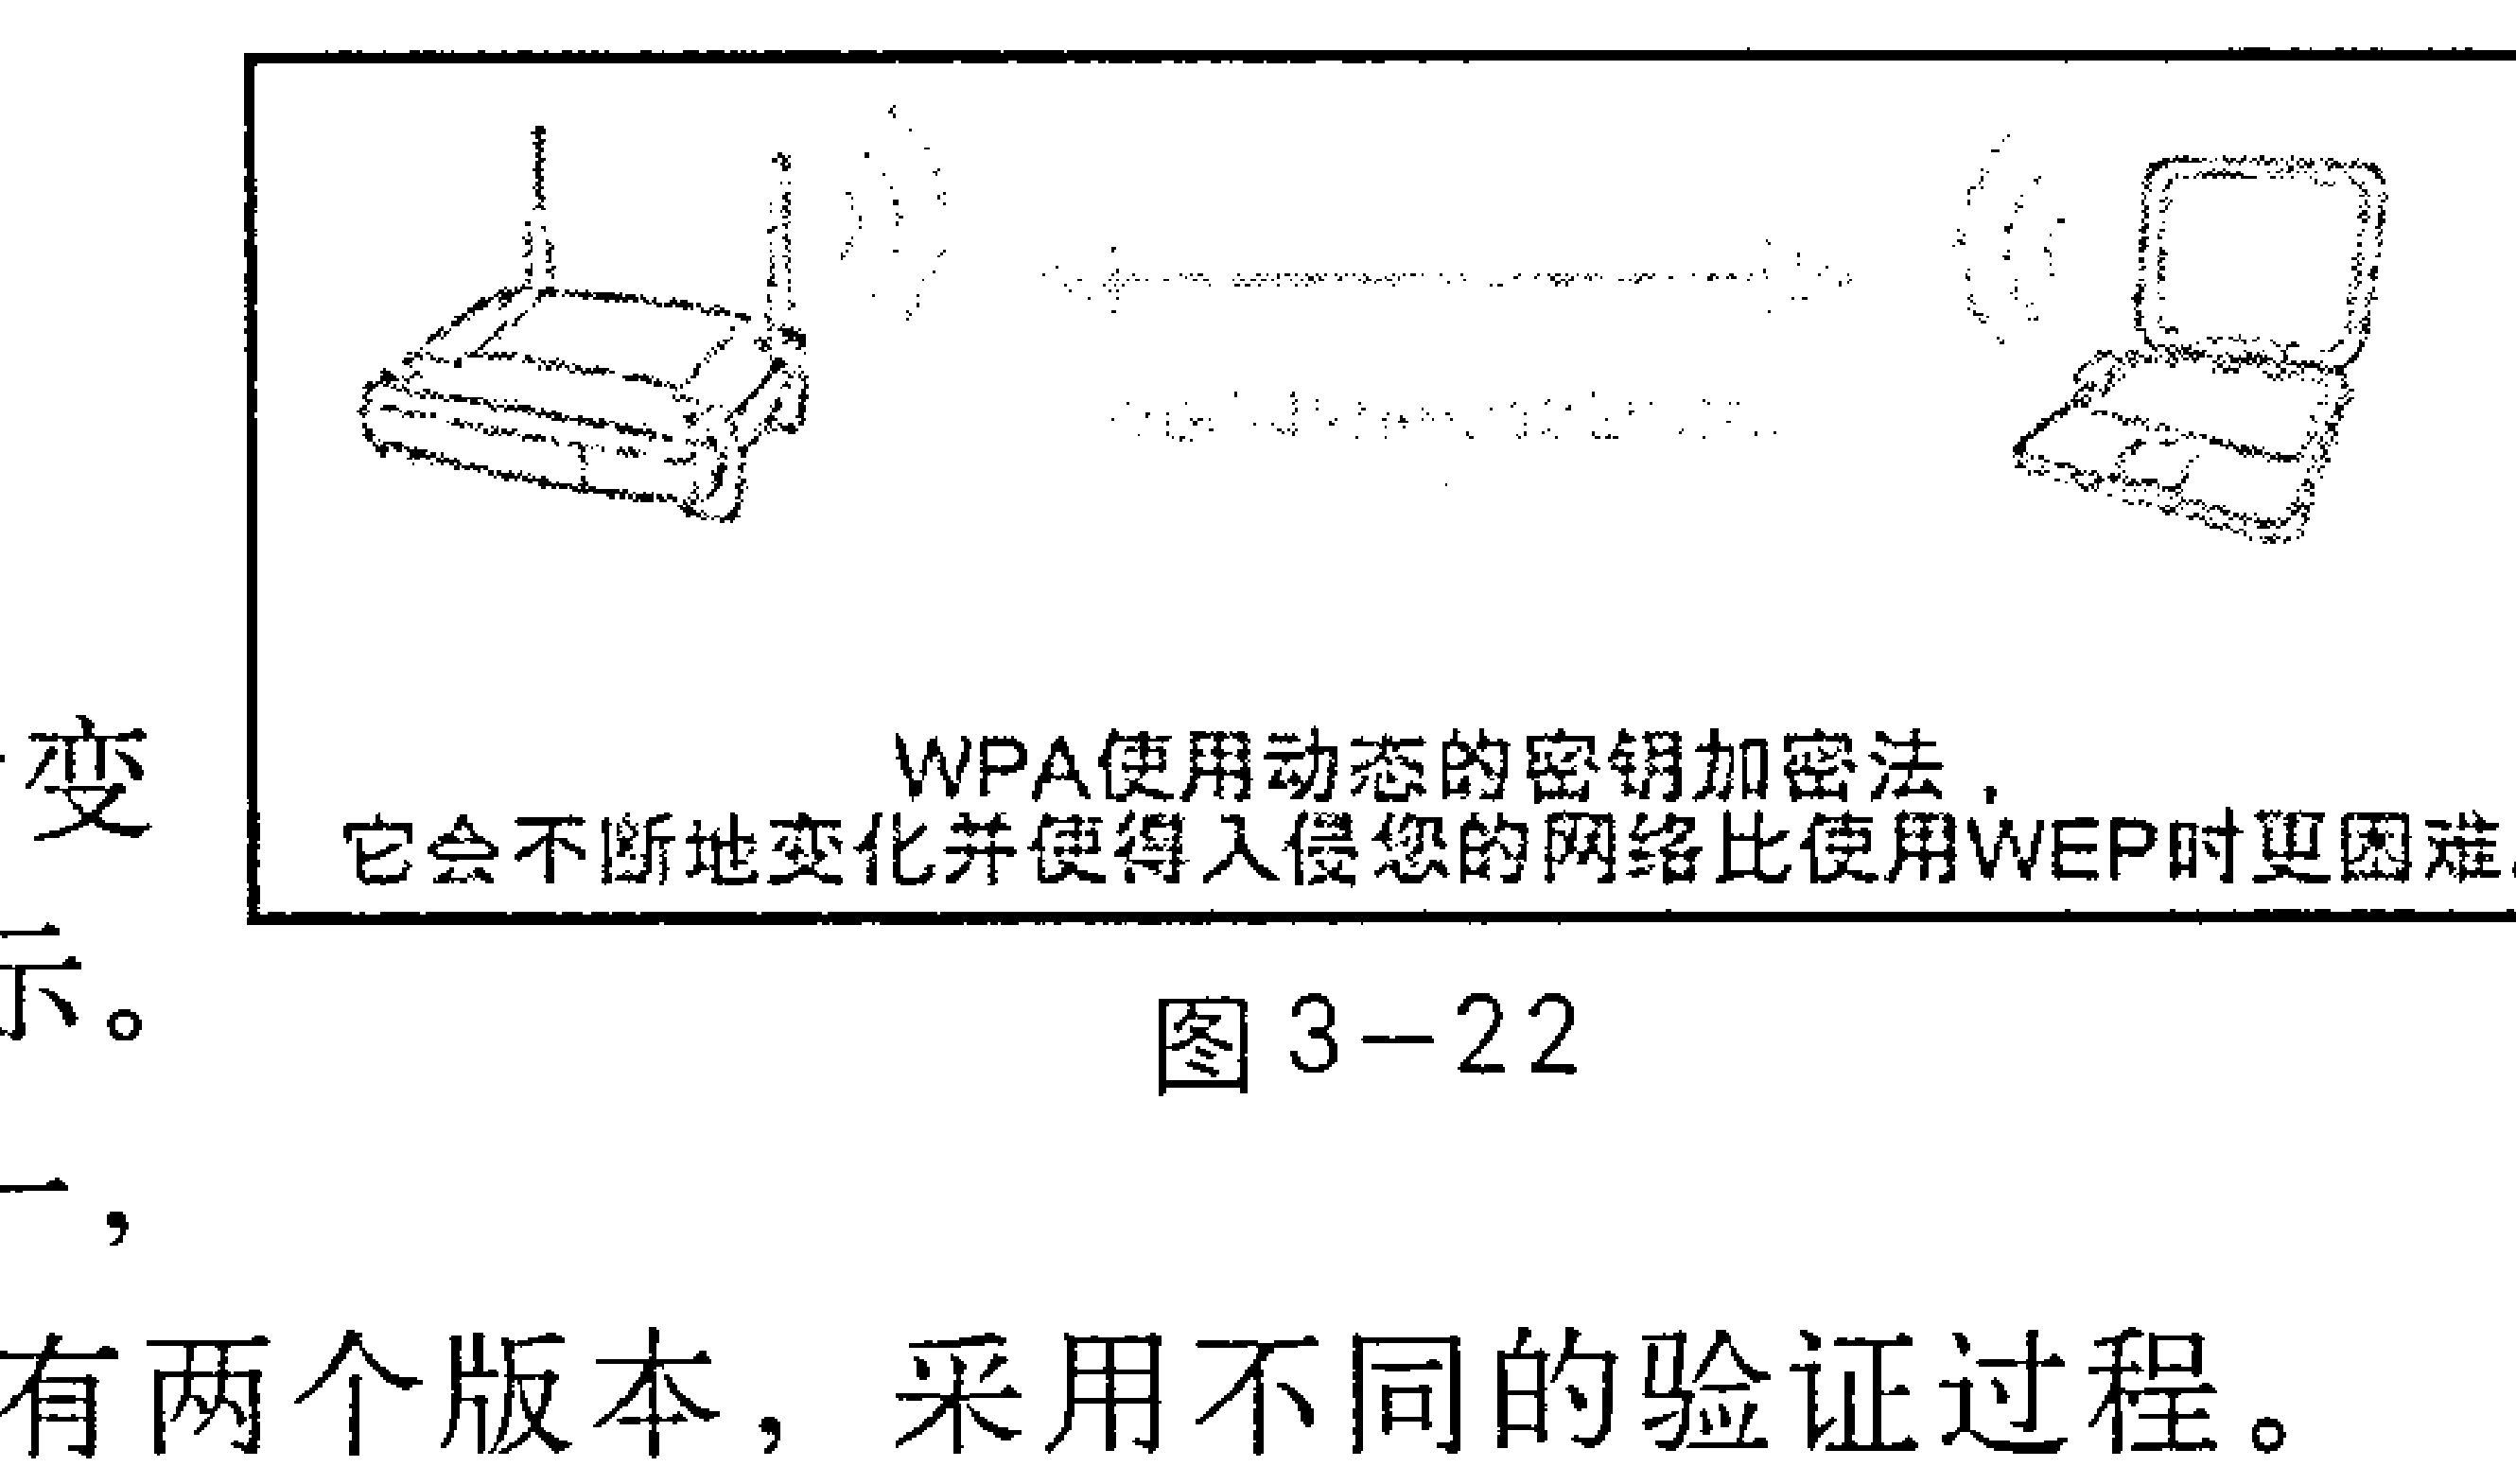 WPA使用动态的密钥加密法，
它会不断地变化并使得入侵您的网络比使用WEP时更困难。
变
示。
图3-22
一，
有两个版本，采用不同的验证过程。